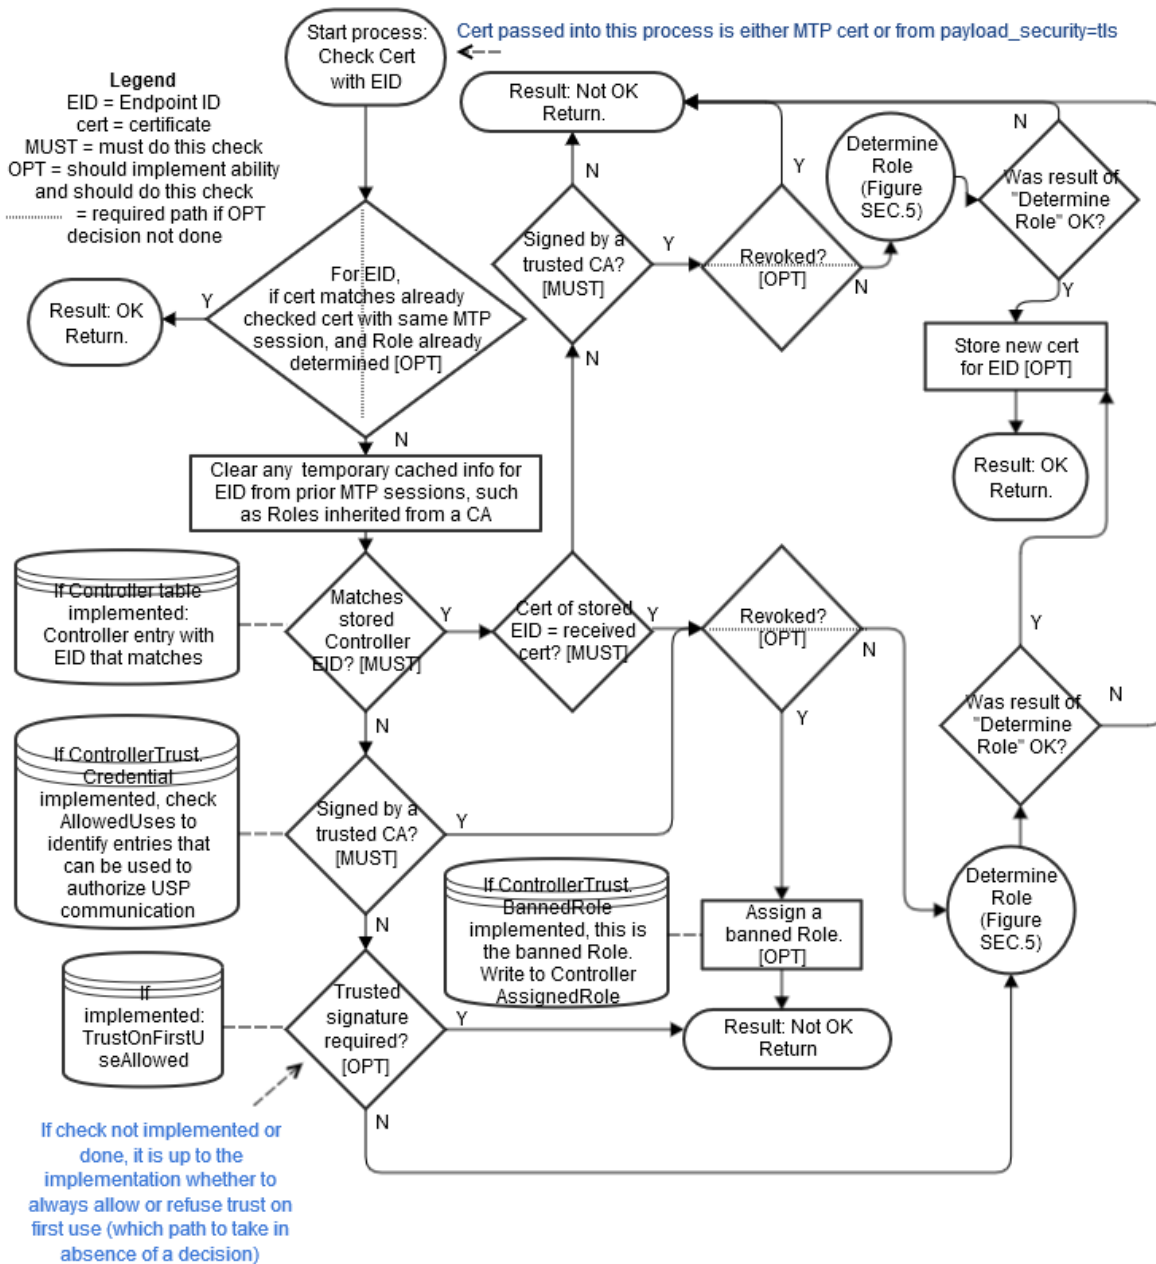 Start process:
Check Cert
with EID
Cert passed into this process is either MTP cert or from payload_security=tls
Legend
EID = Endpoint ID
cert = certificate
MUST = must do this check
OPT = should implement ability
and should do this check
= required path if OPT
decision not done
Result: Not OK
Return.
Determine
Role
(Figure
SEC.5)
Was result of
"Determine
Role" OK?
N
Y
Signed by a
trusted CA?
[MUST]
N
Y
Revoked?
[OPT]
Y
N
For EID,
if cert matches already
checked cert with same MTP
session, and Role already
determined [OPT]
Y
N
Result: OK
Return.
Store new cert
for EID [OPT]
Result: OK
Return.
Clear any temporary cached info for
EID from prior MTP sessions, such
as Roles inherited from a CA
If Controller table
implemented:
Controller entry with
EID that matches
Matches
stored
Controller
EID? [MUST]
Y
N
Cert of stored
EID = received
cert? [MUST]
N
Y
Revoked?
[OPT]
N
Y
Was result of
"Determine
Role" OK?
Y
N
If ControllerTrust.
Credential
implemented, check
AllowedUses to
identify entries that
can be used to
authorize USP
communication
Signed by a
trusted CA?
[MUST]
Y
N
If ControllerTrust.
BannedRole
implemented, this is
the banned Role.
Write to Controller
AssignedRole
Assign a
banned Role.
[OPT]
Determine
Role
(Figure
SEC.5)
If
implemented:
TrustOnFirstU
seAllowed
Trusted
signature
required?
[OPT]
Y
N
Result: Not OK
Return
If check not implemented or
done, it is up to the
implementation whether to
always allow or refuse trust on
first use (which path to take in
absence of a decision)